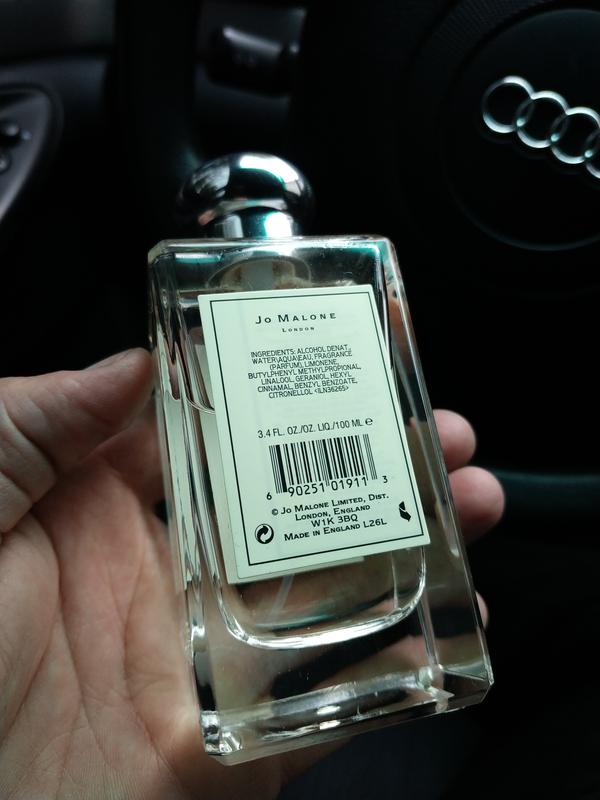 JO MALONE
LONDON
INGREDIENTS: ALCOHOL DENAT.,
WATER\AQUA\EAU, FRAGRANCE
(PARFUM), LIMONENE,
BUTYLPHENYL METHYLPROPIONAL,
LINALOOL, GERANIOL, HEXYL
CINNAMAL, BENZYL BENZOATE,
CITRONELLOL <ILN36265>
3.4 FL. OZ./OZ. LIQ./100 ML ℮
6 90251 01911 3
© JO MALONE LIMITED, DIST.
LONDON, ENGLAND
W1K 3BQ
MADE IN ENGLAND L26L